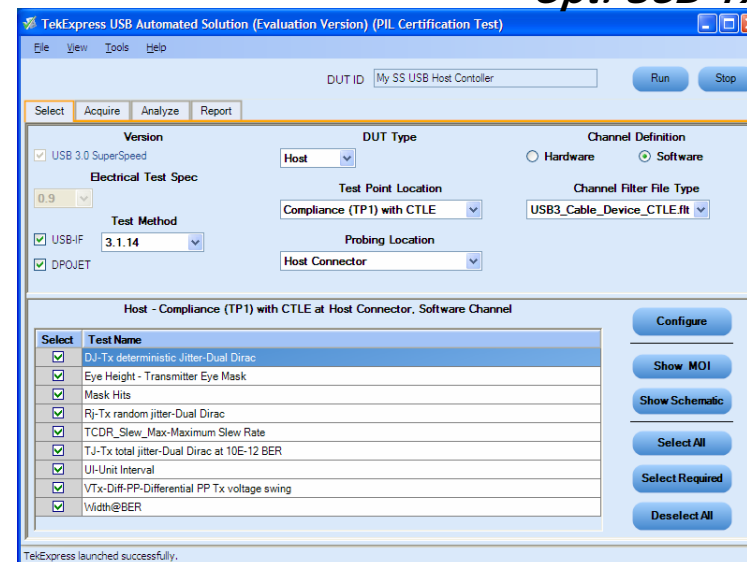 Opti USB TX
TekExpress USB Automated Solution (Evaluation Version) (PIL Certification Test)
File View Tools Help
DUT ID My SS USB Host Contoller Run Stop
Select Acquire Analyze Report
Version DUT Type Channel Definition
USB 3.0 SuperSpeed Host Hardware Software
Electrical Test Spec
0.9 Test Point Location Channel Filter File Type
Compliance (TP1) with CTLE USB3_Cable_Device_CTLE.flt
Test Method
USB-IF 3.1.14 Probing Location
DPOJET Host Connector
Host - Compliance (TP1) with CTLE at Host Connector, Software Channel
Configure
Select Test Name
DJ-Tx deterministic Jitter-Dual Dirac
Show MOI
Eye Height - Transmitter Eye Mask
Mask Hits
Show Schematic
Rj-Tx random jitter-Dual Dirac
TCDR_Slew_Max-Maximum Slew Rate
TJ-Tx total jitter-Dual Dirac at 10E-12 BER
Select All
UI-Unit Interval
VTx-Diff-PP-Differential PP Tx voltage swing
Select Required
Width@BER
Deselect All
TekExpress launched successfully.